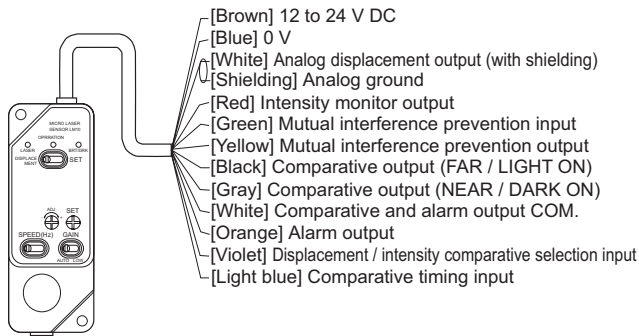 [Brown] 12 to 24 V DC
[Blue] 0 V
[White] Analog displacement output (with shielding)
[Shielding] Analog ground
[Red] Intensity monitor output
[Green] Mutual interference prevention input
[Yellow] Mutual interference prevention output
[Black] Comparative output (FAR / LIGHT ON)
[Gray] Comparative output (NEAR / DARK ON)
[White] Comparative and alarm output COM.
[Orange] Alarm output
[Violet] Displacement / intensity comparative selection input
[Light blue] Comparative timing input
MICRO LASER
SENSOR LM10
OPERATION
LASER BRT/DRK
DISPLACE
MENT SET
ADJ SET
SPEED(Hz) GAIN
AUTO LOW